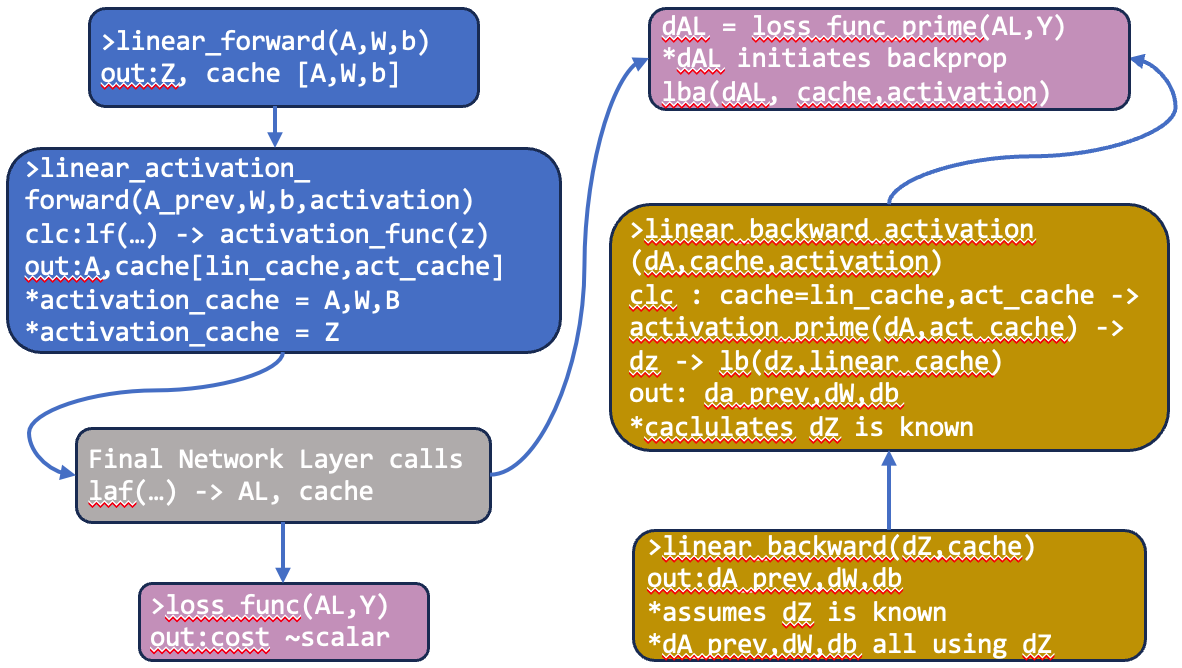 >linear_forward(A,W,b)
out:Z, cache [A,W,b]
>linear_activation_
forward(A_prev,W,b,activation)
clc:lf(…) -> activation_func(z)
out:A,cache[lin_cache,act_cache]
*activation_cache = A,W,B
*activation_cache = Z
Final Network Layer calls
laf(…) -> AL, cache
>loss_func(AL,Y)
out:cost ~scalar
dAL = loss_func_prime(AL,Y)
*dAL initiates backprop
lba(dAL, cache,activation)
>linear_backward_activation
(dA,cache,activation)
clc : cache=lin_cache,act_cache ->
activation_prime(dA,act_cache) ->
dz -> lb(dz,linear_cache)
out: da_prev,dW,db
*caclulates dZ is known
>linear_backward(dZ,cache)
out:dA_prev,dW,db
*assumes dZ is known
*dA_prev,dW,db all using dZ